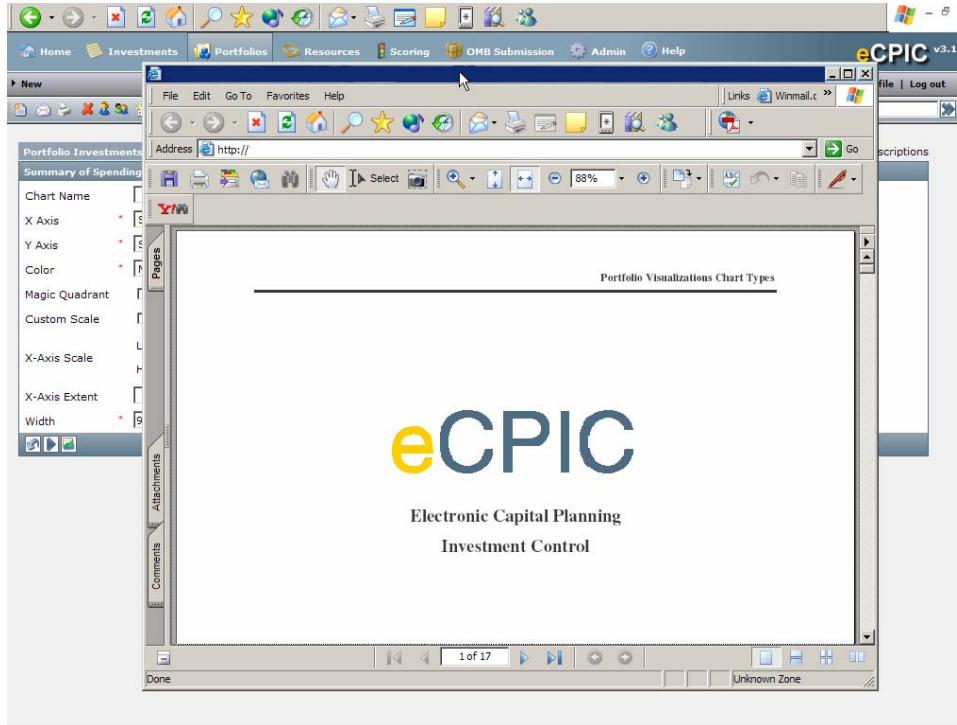 Home Investments Portfolios Resources Scoring OMB Submission Admin Help
eCPIC v3.1
New
file | Log out
File Edit Go To Favorites Help
Links Winmail.c »
Address http://
Go
Select
88%
Y!
Portfolio Investments
scriptions
Summary of Spending
Chart Name
X Axis *
Y Axis *
Color *
Magic Quadrant
Custom Scale
X-Axis Scale
X-Axis Extent
Width * 9
Pages
Attachments
Comments
Portfolio Visualizations Chart Types
eCPIC
Electronic Capital Planning
Investment Control
1 of 17
Done
Unknown Zone